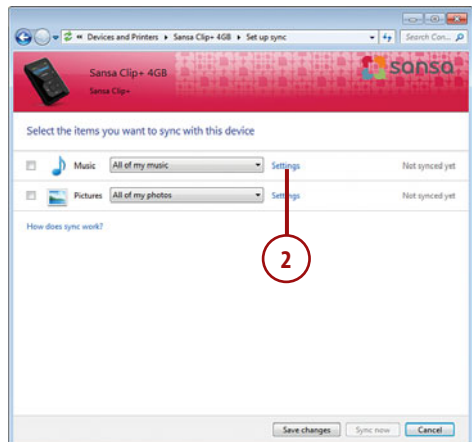 « Devices and Printers ▸ Sansa Clip+ 4GB ▸ Set up sync
Search Con...
Sansa Clip+ 4GB
Sansa Clip+
sansa
Select the items you want to sync with this device
Music All of my music Settings Not synced yet
Pictures All of my photos Settings Not synced yet
How does sync work?
2
Save changes Sync now Cancel